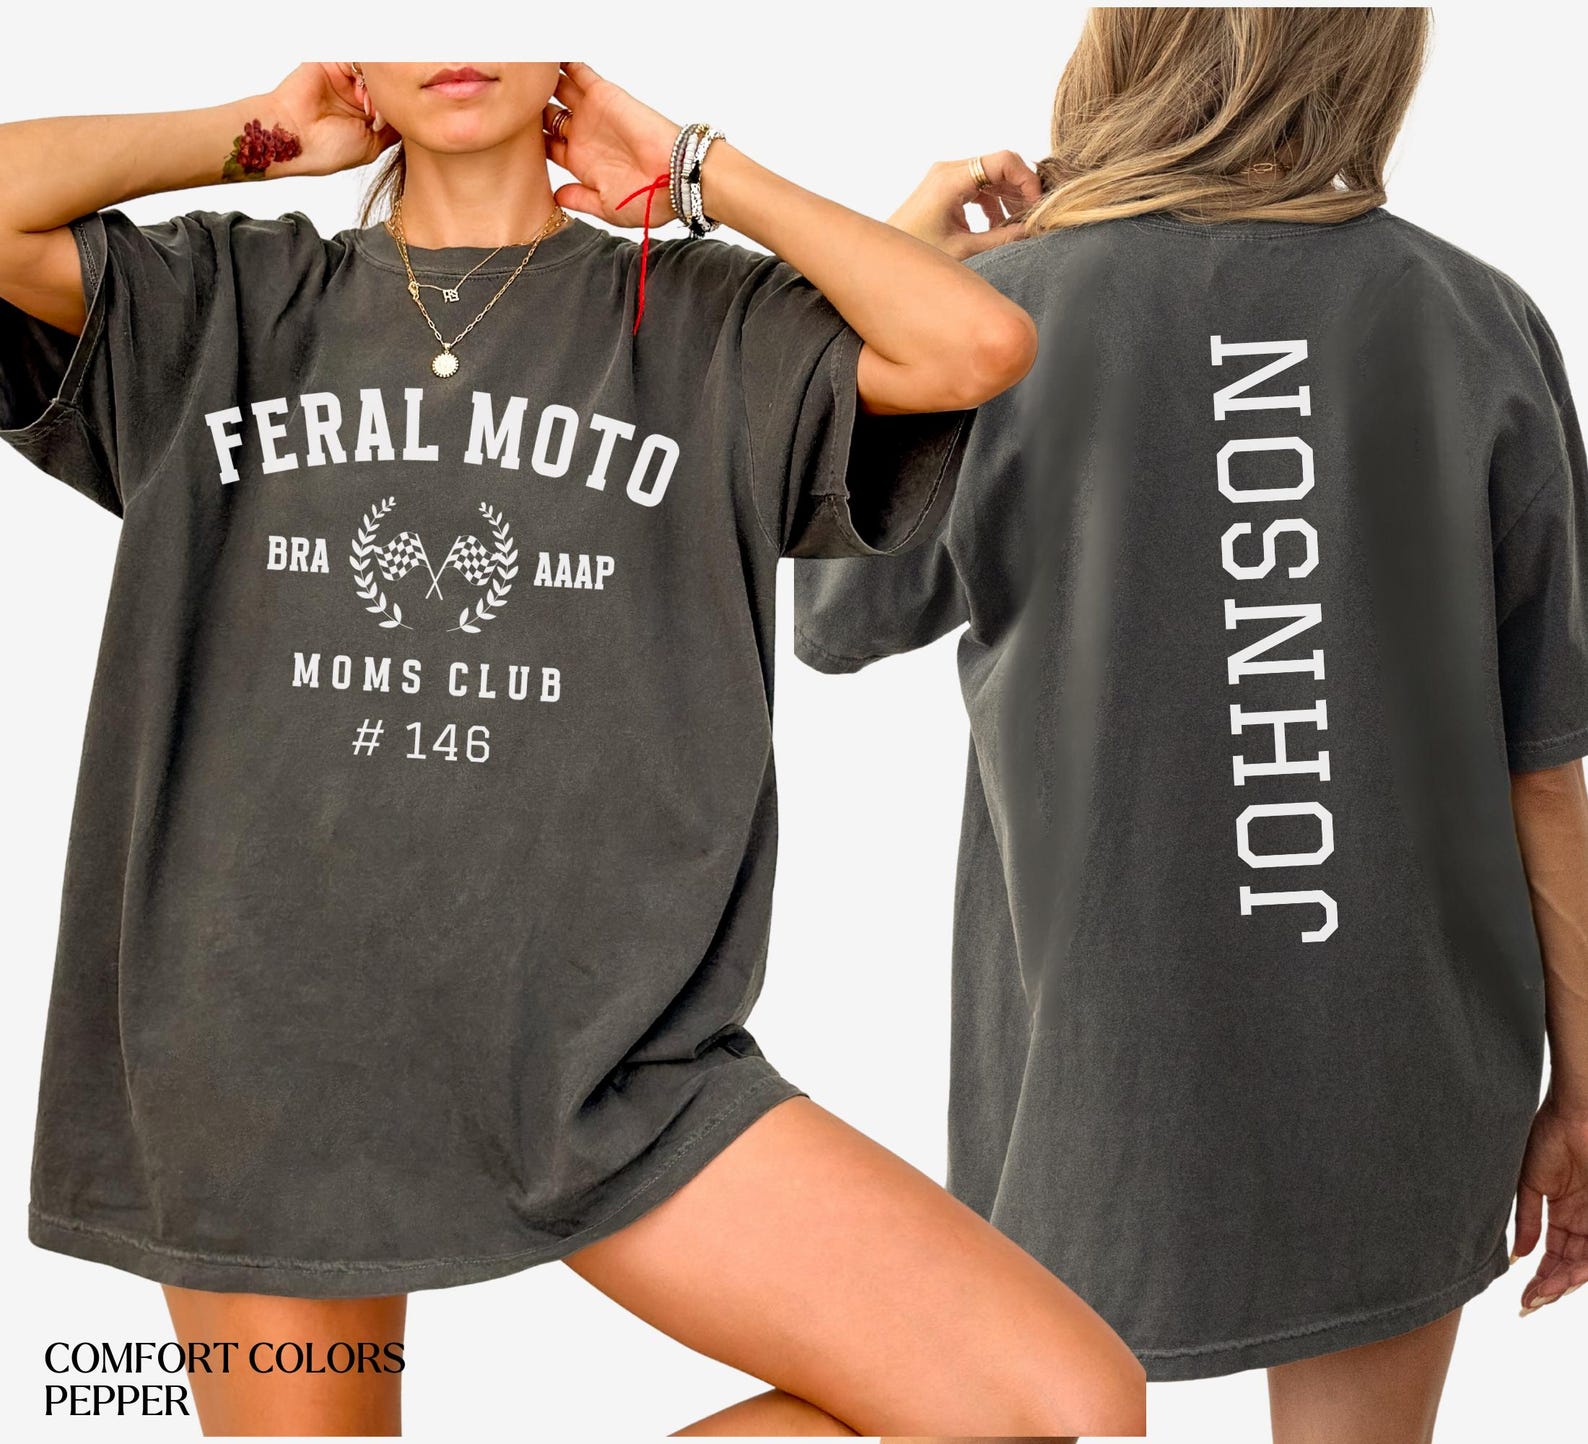 FERAL MOTO
BRA AAAP
MOMS CLUB
# 146
JOHNSON
COMFORT COLORS
PEPPER